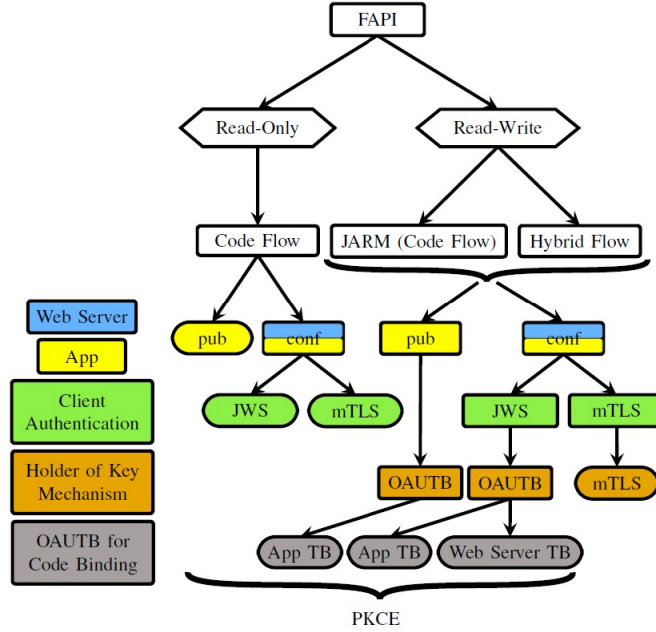 FAPI
Read-Only
Read-Write
Code Flow
JARM (Code Flow)
Hybrid Flow
Web Server
App
Client
Authentication
Holder of Key
Mechanism
OAUTB for
Code Binding
pub
conf
pub
conf
JWS
mTLS
JWS
mTLS
OAUTB
OAUTB
mTLS
App TB
App TB
Web Server TB
PKCE